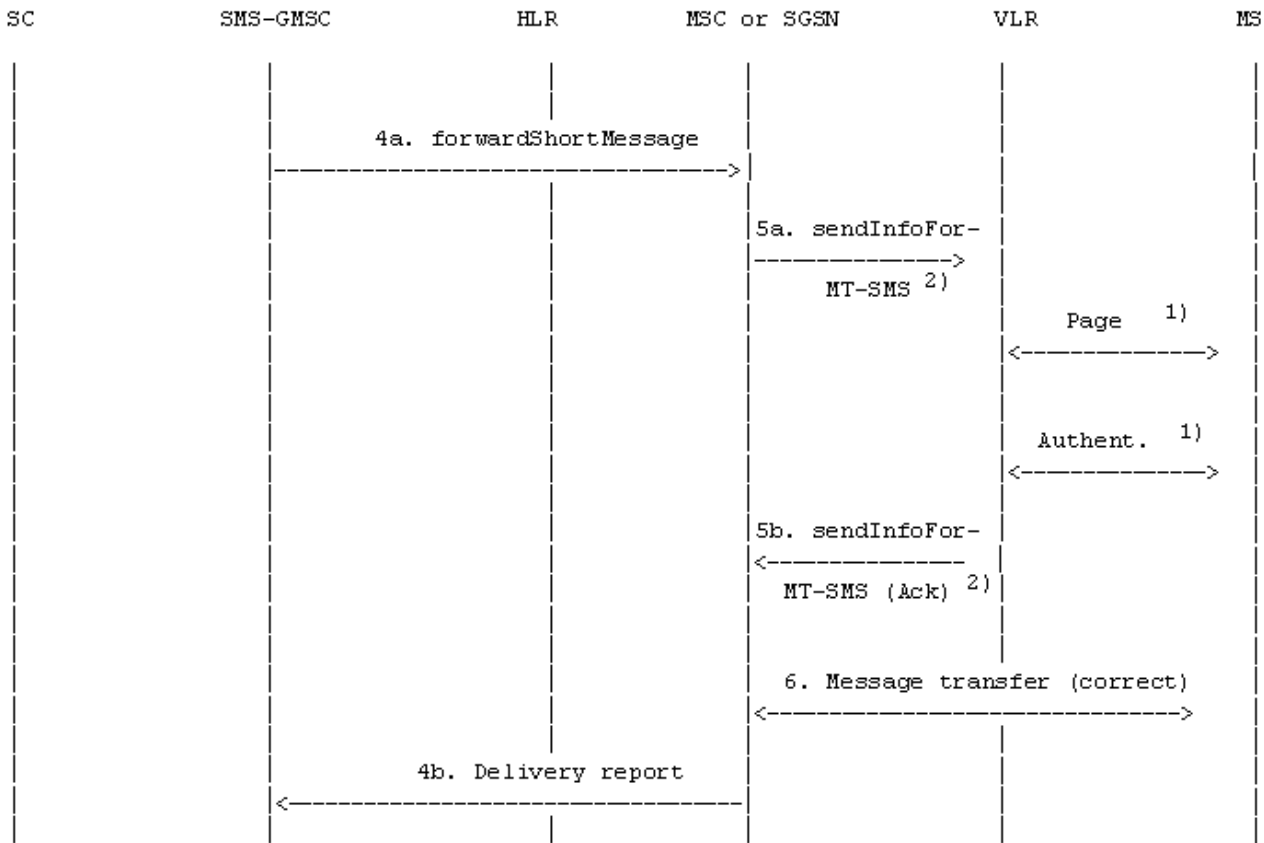 SC SMS-GMSC HLR MSC or SGSN VLR MS
4a. forwardShortMessage
5a. sendInfoFor-
MT-SMS 2)
Page 1)
Authent. 1)
5b. sendInfoFor-
MT-SMS (Ack) 2)
6. Message transfer (correct)
4b. Delivery report